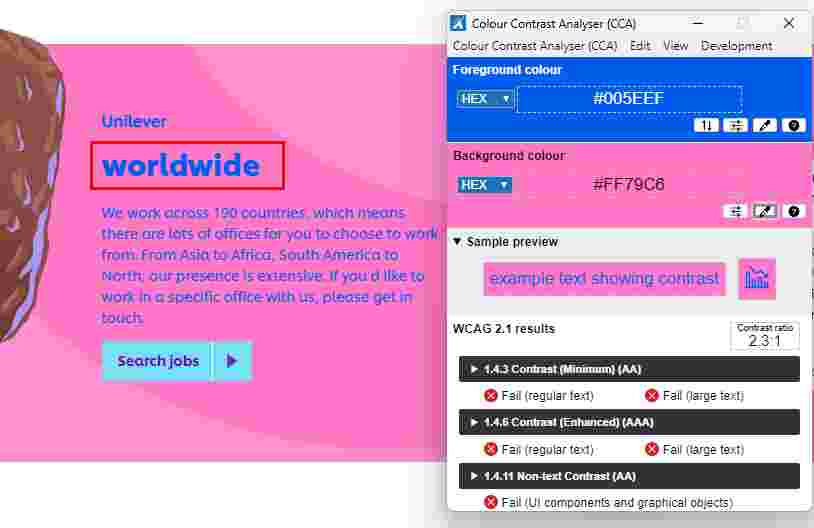 Unilever
worldwide
We work across 190 countries, which means
there are lots of offices for you to choose to work
from. From Asia to Africa, South America to
North, our presence is extensive. If you'd like to
work in a specific office with us, please get in
touch.
Search jobs
Colour Contrast Analyser (CCA)
Colour Contrast Analyser (CCA) Edit View Development
Foreground colour
HEX #005EEF
Background colour
HEX #FF79C6
Sample preview
example text showing contrast
WCAG 2.1 results
Contrast ratio
2.3:1
1.4.3 Contrast (Minimum) (AA)
Fail (regular text) Fail (large text)
1.4.6 Contrast (Enhanced) (AAA)
Fail (regular text) Fail (large text)
1.4.11 Non-text Contrast (AA)
Fail (UI components and graphical objects)